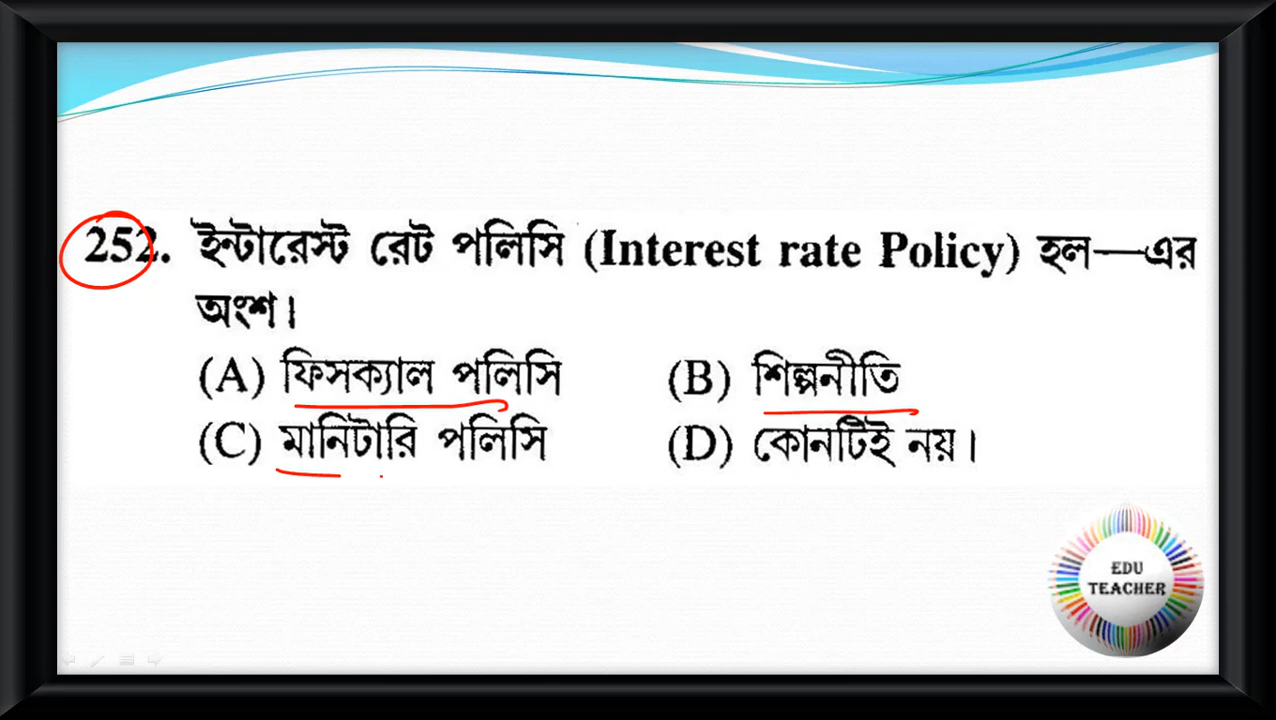 252. ইন্টারেস্ট রেট পলিসি (Interest rate Policy) হল—এর
অংশ।
(A) ফিসক্যাল পলিসি (B) শিল্পনীতি
(C) মানিটারি পলিসি (D) কোনটিই নয়।
EDU
TEACHER